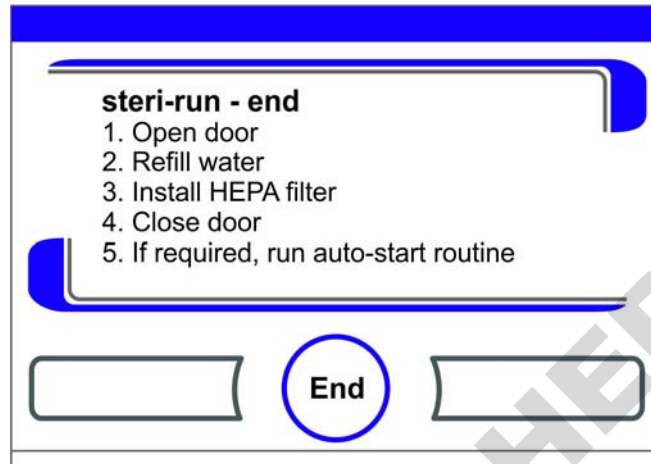 steri-run - end
1. Open door
2. Refill water
3. Install HEPA filter
4. Close door
5. If required, run auto-start routine
End